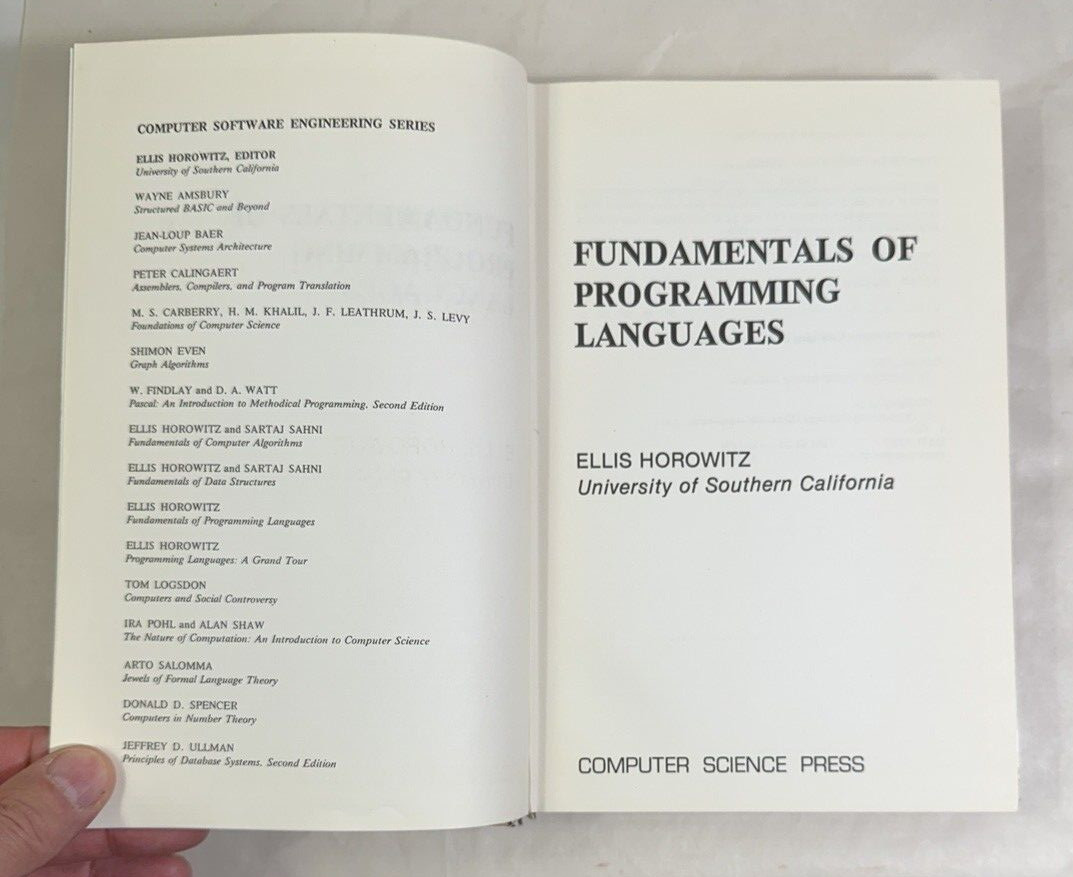 COMPUTER SOFTWARE ENGINEERING SERIES
ELLIS HOROWITZ, EDITOR
University of Southern California
WAYNE AMSBURY
Structured BASIC and Beyond
JEAN-LOUP BAER
Computer Systems Architecture
PETER CALINGAERT
Assemblers, Compilers, and Program Translation
M. S. CARBERRY, H. M. KHALIL, J. F. LEATHRUM, J. S. LEVY
Foundations of Computer Science
SHIMON EVEN
Graph Algorithms
W. FINDLAY and D. A. WATT
Pascal: An Introduction to Methodical Programming, Second Edition
ELLIS HOROWITZ and SARTAJ SAHNI
Fundamentals of Computer Algorithms
ELLIS HOROWITZ and SARTAJ SAHNI
Fundamentals of Data Structures
ELLIS HOROWITZ
Fundamentals of Programming Languages
ELLIS HOROWITZ
Programming Languages: A Grand Tour
TOM LOGSDON
Computers and Social Controversy
IRA POHL and ALAN SHAW
The Nature of Computation: An Introduction to Computer Science
ARTO SALOMMA
Jewels of Formal Language Theory
DONALD D. SPENCER
Computers in Number Theory
JEFFREY D. ULLMAN
Principles of Database Systems, Second Edition
FUNDAMENTALS OF
PROGRAMMING
LANGUAGES
ELLIS HOROWITZ
University of Southern California
COMPUTER SCIENCE PRESS